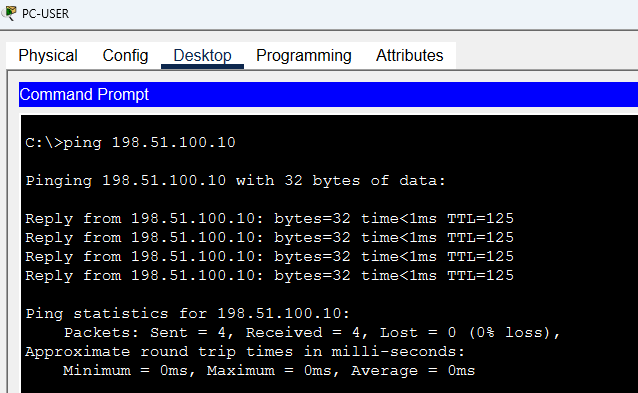 PC-USER
Physical Config Desktop Programming Attributes
Command Prompt
C:\>ping 198.51.100.10
Pinging 198.51.100.10 with 32 bytes of data:
Reply from 198.51.100.10: bytes=32 time<1ms TTL=125
Reply from 198.51.100.10: bytes=32 time<1ms TTL=125
Reply from 198.51.100.10: bytes=32 time<1ms TTL=125
Reply from 198.51.100.10: bytes=32 time<1ms TTL=125
Ping statistics for 198.51.100.10:
Packets: Sent = 4, Received = 4, Lost = 0 (0% loss),
Approximate round trip times in milli-seconds:
Minimum = 0ms, Maximum = 0ms, Average = 0ms